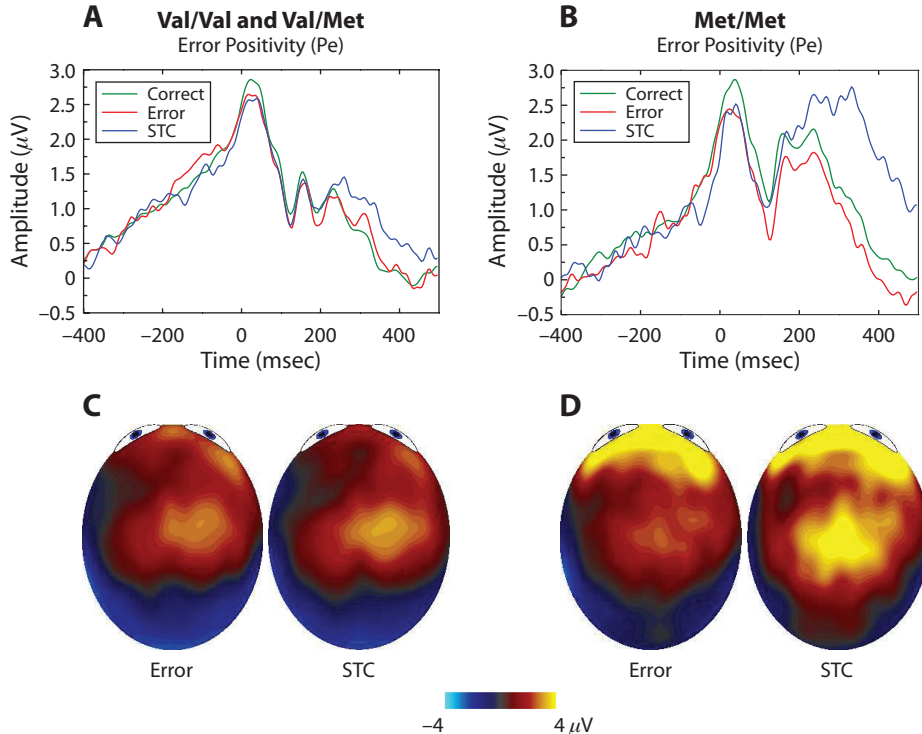 A
Val/Val and Val/Met
Error Positivity (Pe)
3.0
2.5
2.0
1.5
1.0
0.5
0
−0.5
Amplitude (μV)
Correct
Error
STC
−400
−200
0
200
400
Time (msec)
B
Met/Met
Error Positivity (Pe)
3.0
2.5
2.0
1.5
1.0
0.5
0
−0.5
Amplitude (μV)
Correct
Error
STC
−400
−200
0
200
400
Time (msec)
C
Error
STC
D
Error
STC
−4
4 μV